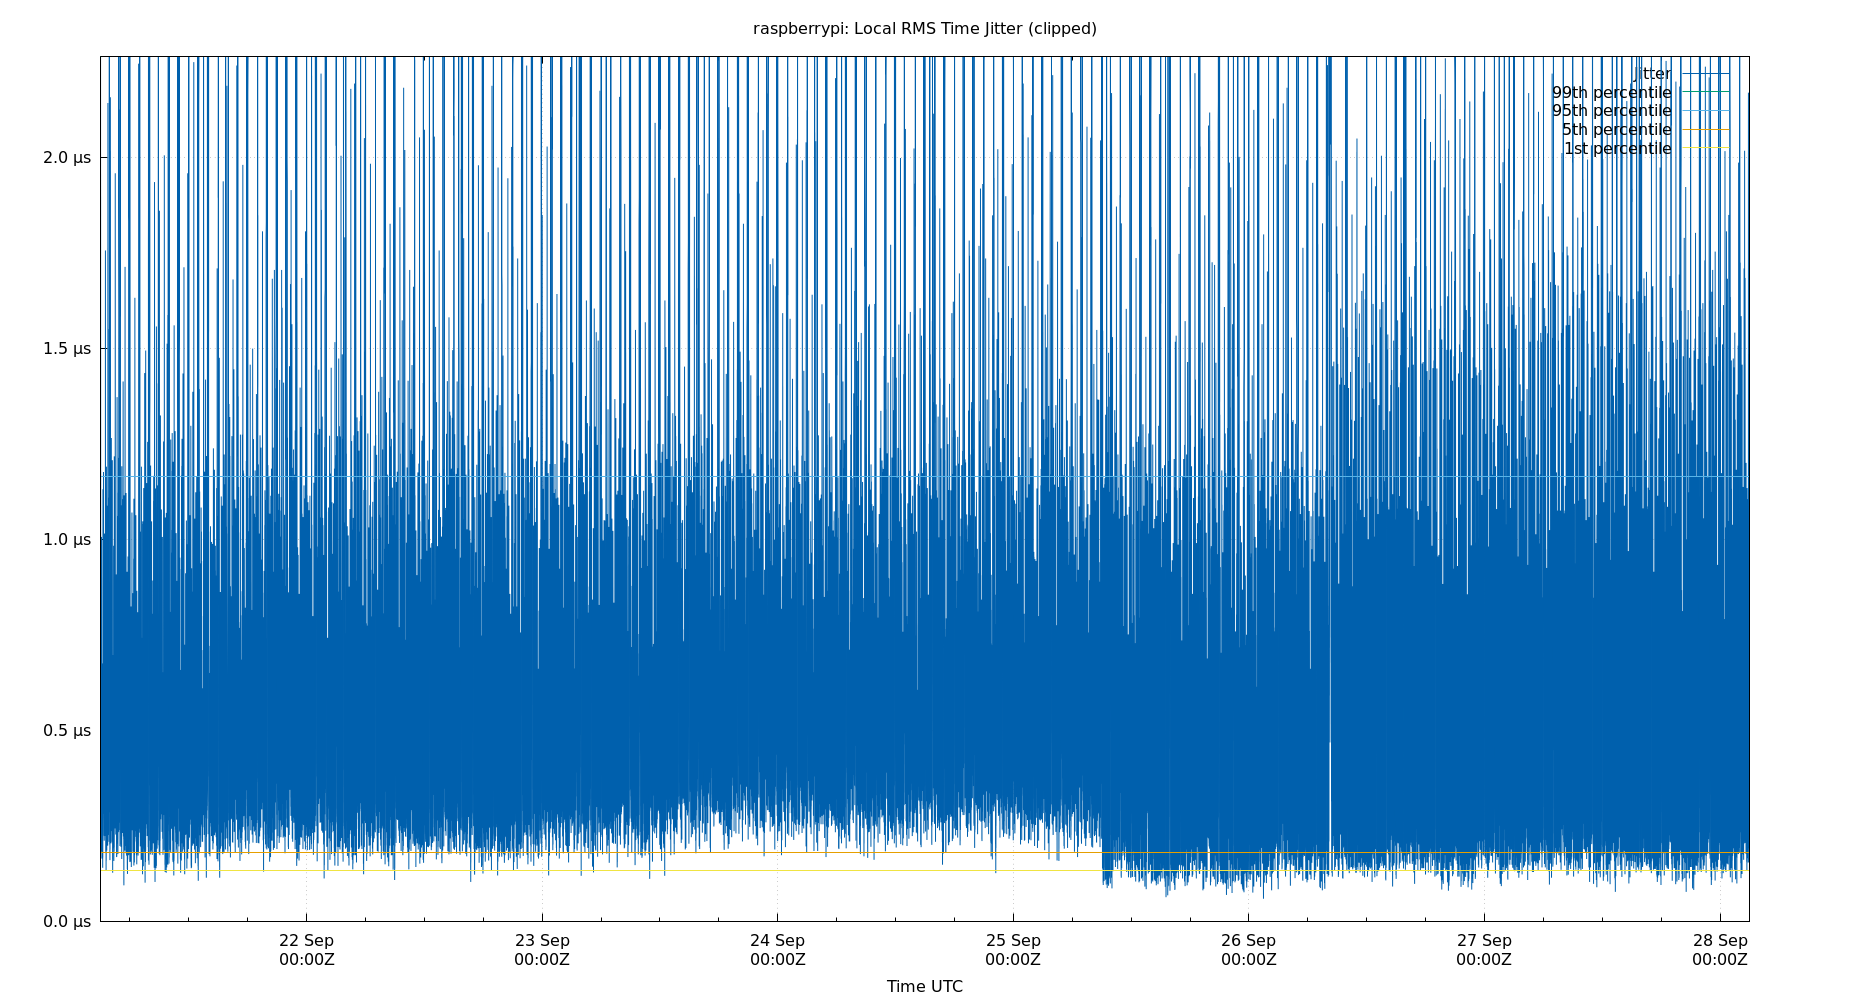 raspberrypi: Local RMS Time Jitter (clipped)
jitter
99th percentile
95th percentile
5th percentile
1st percentile
2.0 µs
1.5 µs
1.0 µs
0.5 µs
0.0 µs
22 Sep 23 Sep 24 Sep 25 Sep 26 Sep 27 Sep 28 Sep
00:00Z 00:00Z 00:00Z 00:00Z 00:00Z 00:00Z 00:00Z
Time UTC